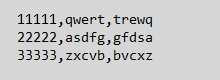 11111,qwert,trewq
22222,asdfg,gfdsa
33333,zxcvb,bvcxz